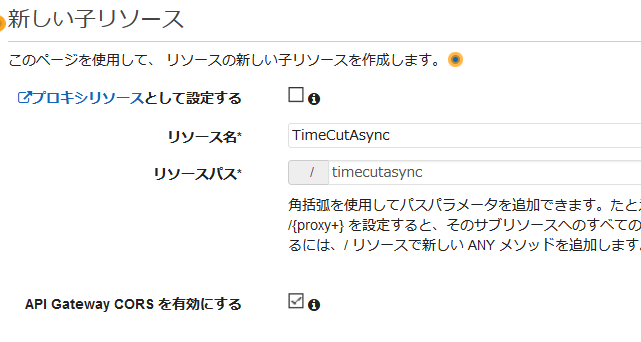 新しい子リソース
このページを使用して、 リソースの新しい子リソースを作成します。
プロキシリソースとして設定する
リソース名* TimeCutAsync
リソースパス* / timecutasync
角括弧を使用してパスパラメータを追加できます。たと
/{proxy+} を設定すると、そのサブリソースへのすべての
るには、/ リソースで新しい ANY メソッドを追加します
API Gateway CORS を有効にする